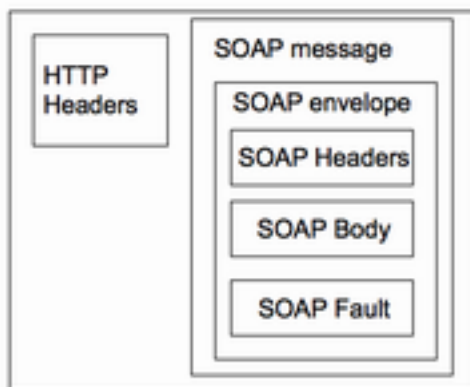 HTTP
Headers
SOAP message
SOAP envelope
SOAP Headers
SOAP Body
SOAP Fault